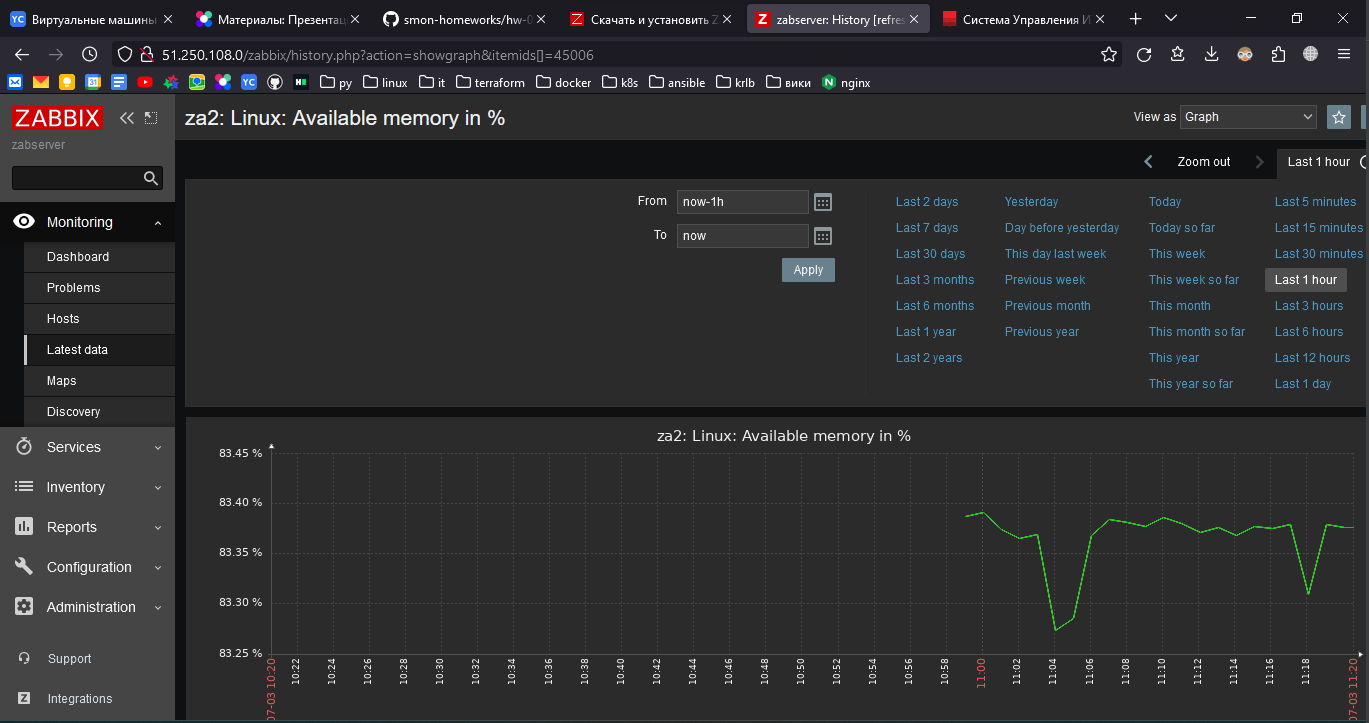 Виртуальные машины
Материалы: Презентац
smon-homeworks/hw-0
Скачать и установить Z
zabserver: History [refres
Система Управления И
51.250.108.0/zabbix/history.php?action=showgraph&itemids[]=45006
YC
31
py
linux
it
terraform
docker
k8s
ansible
krlb
вики
nginx
ZABBIX
zabserver
za2: Linux: Available memory in %
View as
Graph
Zoom out
Last 1 hour
Monitoring
Dashboard
Problems
Hosts
Latest data
Maps
Discovery
Services
Inventory
Reports
Configuration
Administration
Support
Integrations
From
now-1h
To
now
Apply
Last 2 days Yesterday Today Last 5 minutes
Last 7 days Day before yesterday Today so far Last 15 minutes
Last 30 days This day last week This week Last 30 minutes
Last 3 months Previous week This week so far Last 1 hour
Last 6 months Previous month This month Last 3 hours
Last 1 year Previous year This month so far Last 6 hours
Last 2 years This year Last 12 hours
This year so far Last 1 day
za2: Linux: Available memory in %
83.45 %
83.40 %
83.35 %
83.30 %
83.25 %
07-03 10:20
10:22
10:24
10:26
10:28
10:30
10:32
10:34
10:36
10:38
10:40
10:42
10:44
10:46
10:48
10:50
10:52
10:54
10:56
10:58
11:00
11:02
11:04
11:06
11:08
11:10
11:12
11:14
11:16
11:18
07-03 11:20